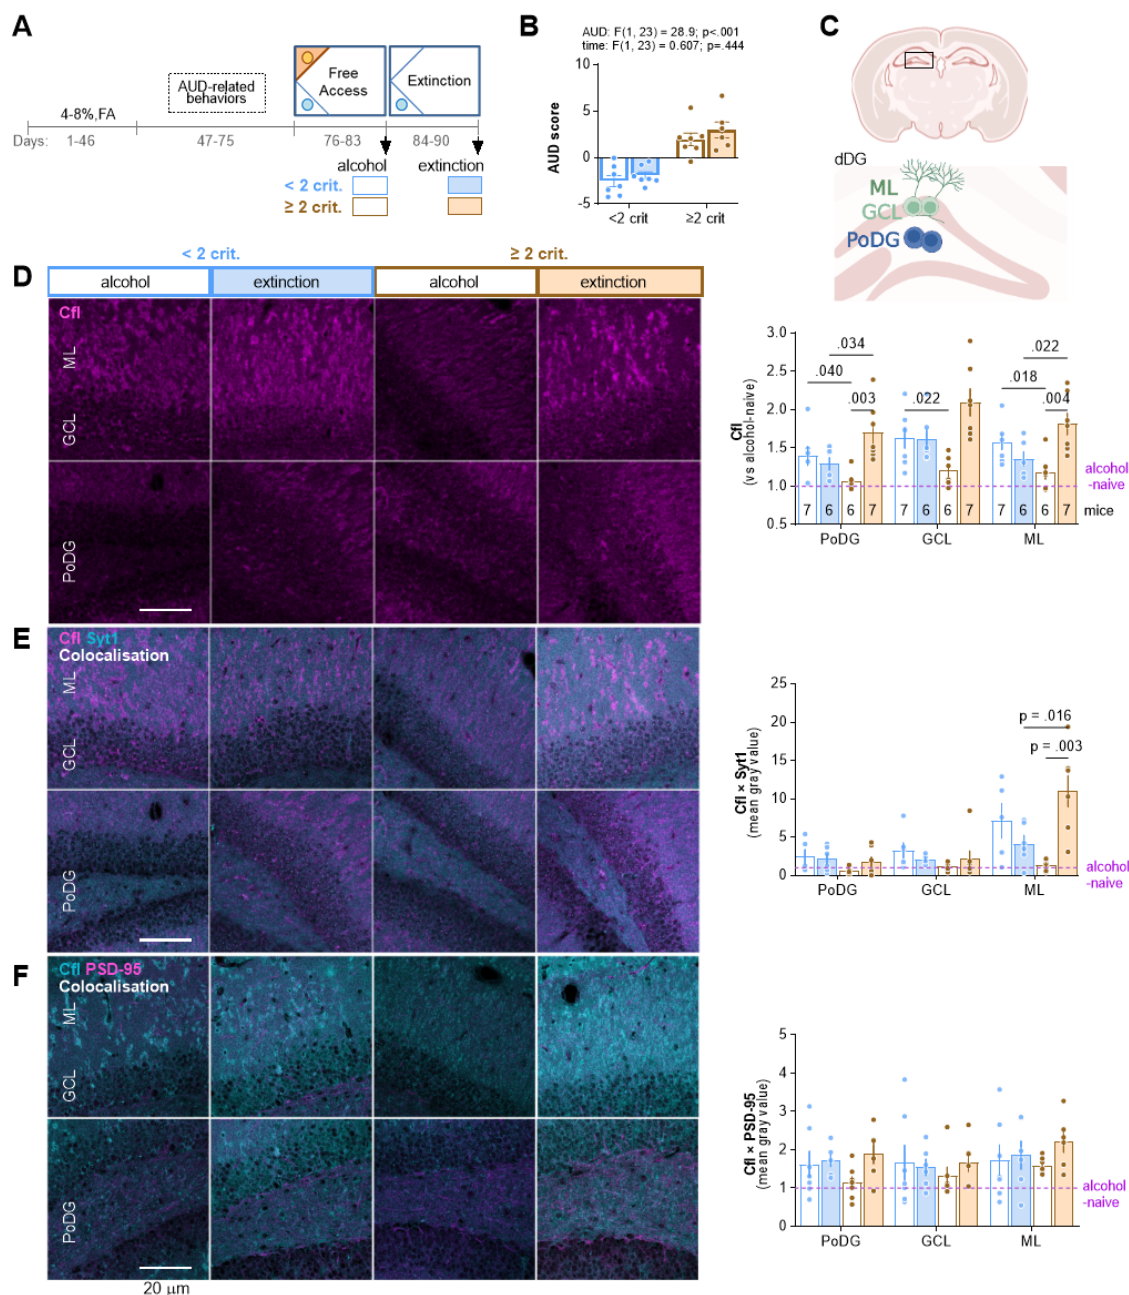 A
B
C
AUD: F(1, 23) = 28.9; p<.001
time: F(1, 23) = 0.607; p=.444
AUD-related
behaviors
Free
Access
Extinction
4-8%,FA
Days:
1-46
47-75
76-83
84-90
alcohol
extinction
< 2 crit.
≥ 2 crit.
AUD score
10
5
0
-5
<2 crit
≥2 crit
dDG
ML
GCL
PoDG
< 2 crit.
≥ 2 crit.
D
alcohol
extinction
alcohol
extinction
Cfl
ML
GCL
PoDG
Cfl
(vs alcohol-naive)
3.0
2.5
2.0
1.5
1.0
0.5
.034
.040
.003
.022
.022
.018
.004
alcohol
-naive
7 6 6 7 7 6 6 7 7 6 6 7
mice
PoDG
GCL
ML
E
Cfl Syt1
Colocalisation
ML
GCL
PoDG
Cfl × Syt1
(mean gray value)
25
20
15
10
5
0
p = .016
p = .003
alcohol
-naive
PoDG
GCL
ML
F
Cfl PSD-95
Colocalisation
ML
GCL
PoDG
20 µm
Cfl × PSD-95
(mean gray value)
5
4
3
2
1
0
alcohol
-naive
PoDG
GCL
ML